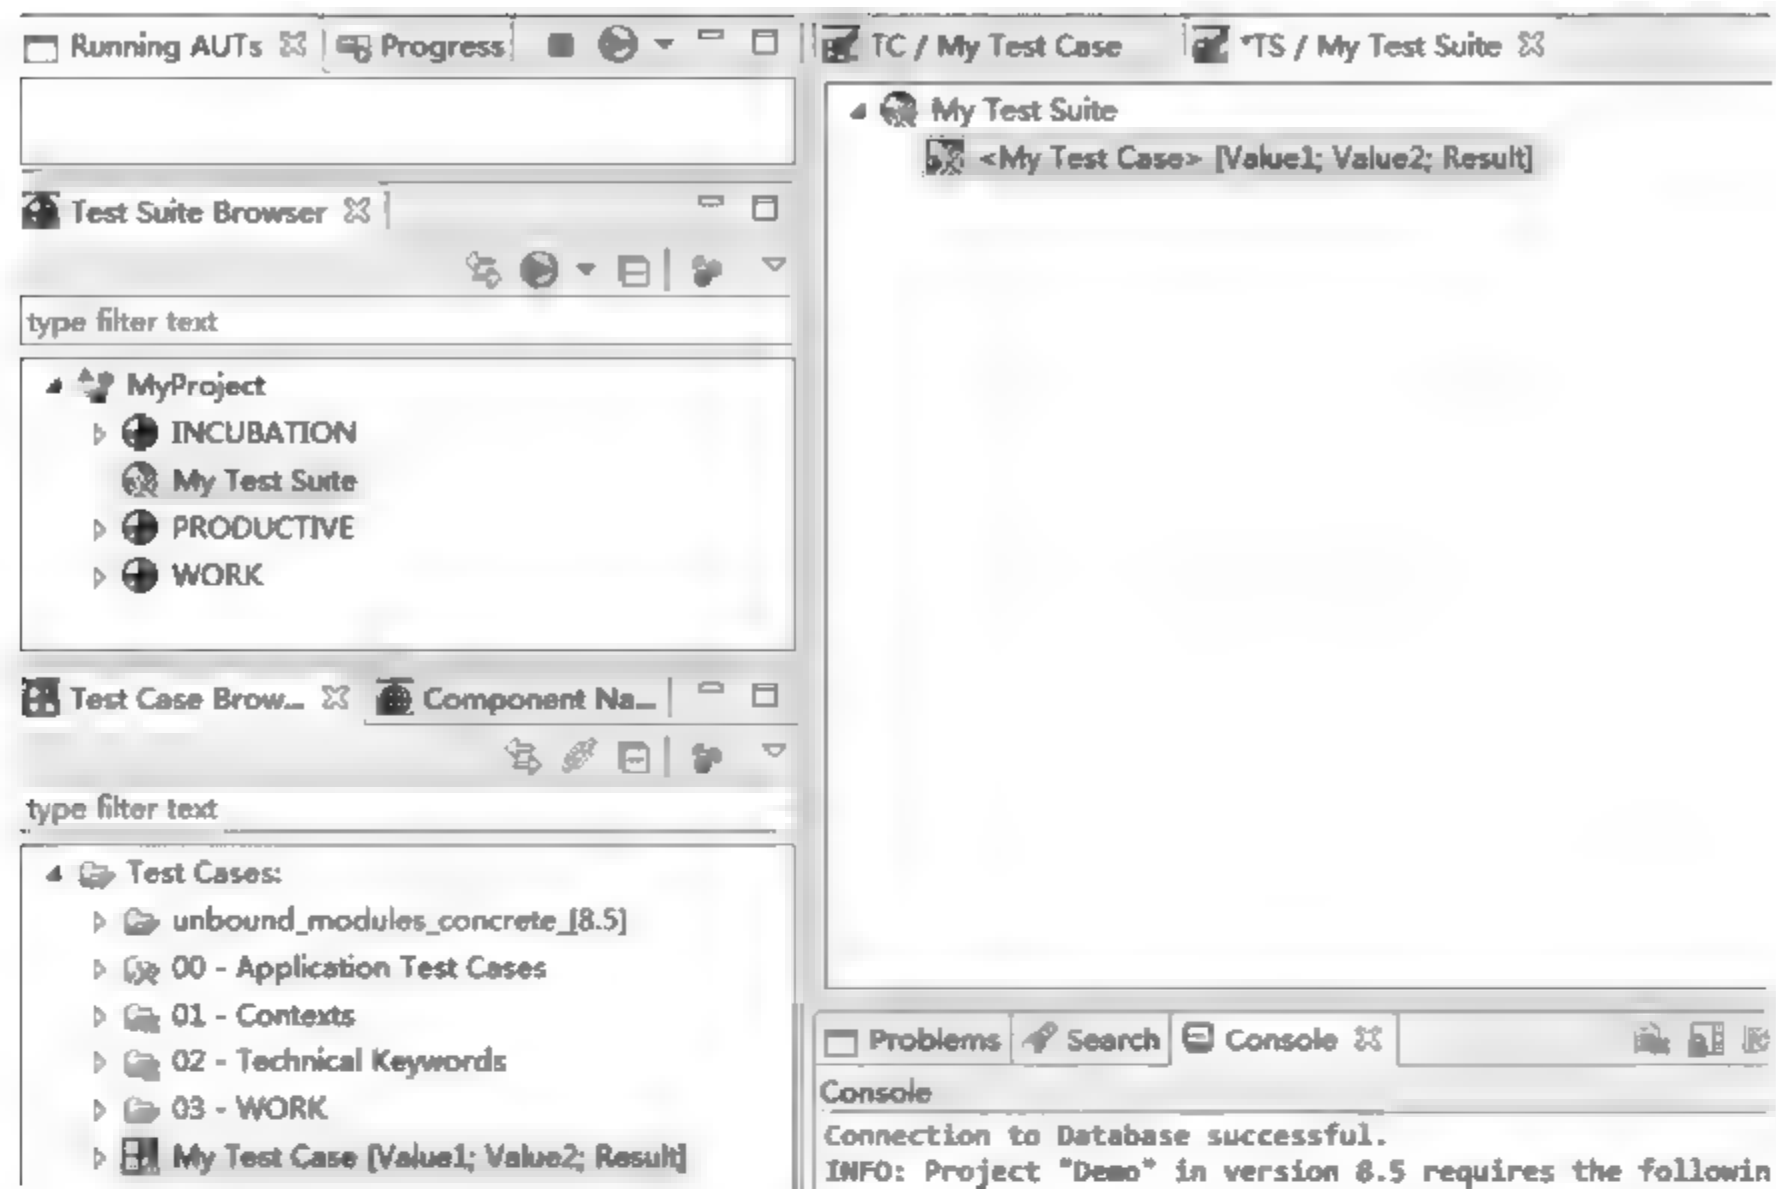 Running AUTs Progress
Test Suite Browser
type filter text
MyProject
INCUBATION
My Test Suite
PRODUCTIVE
WORK
Test Case Brow... Component Na...
type filter text
Test Cases:
unbound_modules_concrete_[8.5]
00 - Application Test Cases
01 - Contexts
02 - Technical Keywords
03 - WORK
My Test Case [Value1; Value2; Result]
TC / My Test Case *TS / My Test Suite
My Test Suite
<My Test Case> [Value1; Value2; Result]
Problems Search Console
Console
Connection to Database successful.
INFO: Project "Demo" in version 8.5 requires the followin